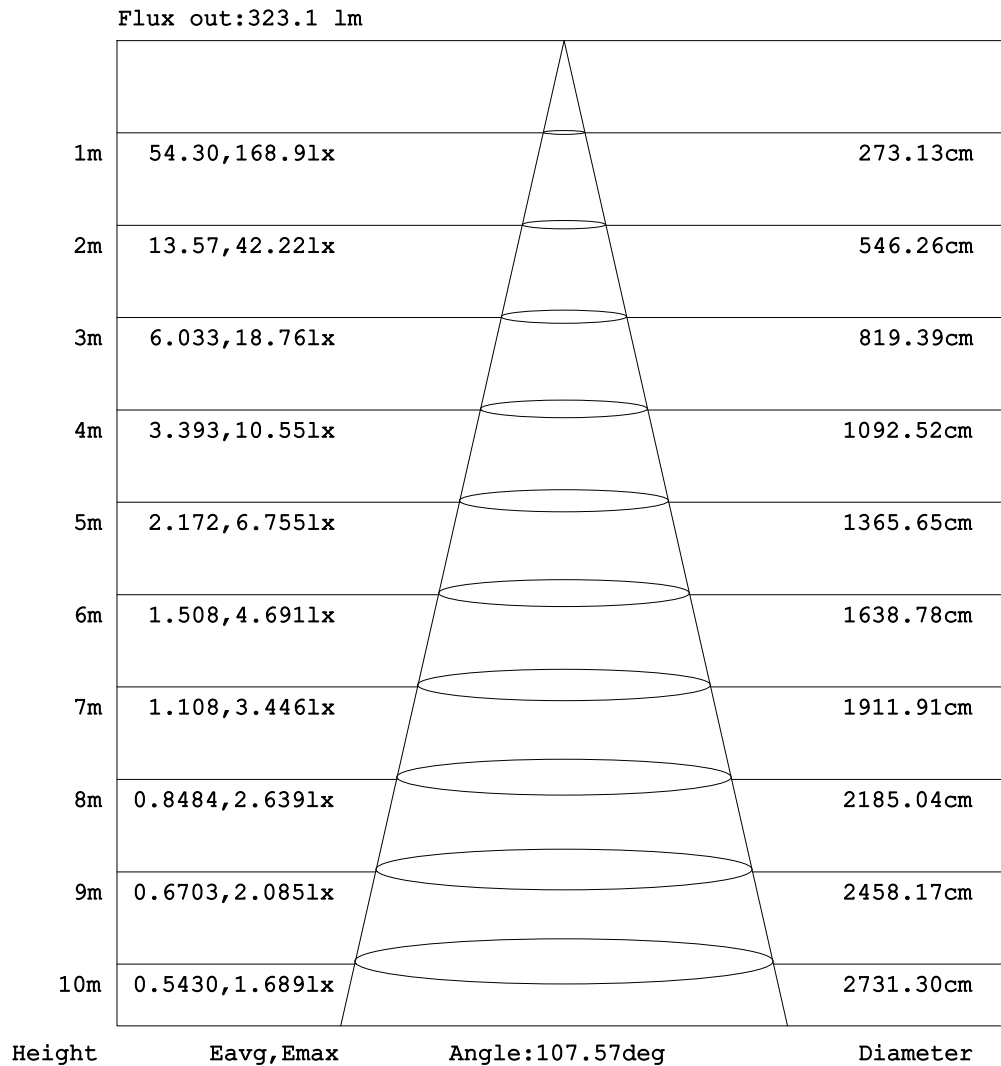 Flux out:323.1 lm
1m 54.30,168.9lx 273.13cm
2m 13.57,42.22lx 546.26cm
3m 6.033,18.76lx 819.39cm
4m 3.393,10.55lx 1092.52cm
5m 2.172,6.755lx 1365.65cm
6m 1.508,4.691lx 1638.78cm
7m 1.108,3.446lx 1911.91cm
8m 0.8484,2.639lx 2185.04cm
9m 0.6703,2.085lx 2458.17cm
10m 0.5430,1.689lx 2731.30cm
Height Eavg,Emax Angle:107.57deg Diameter